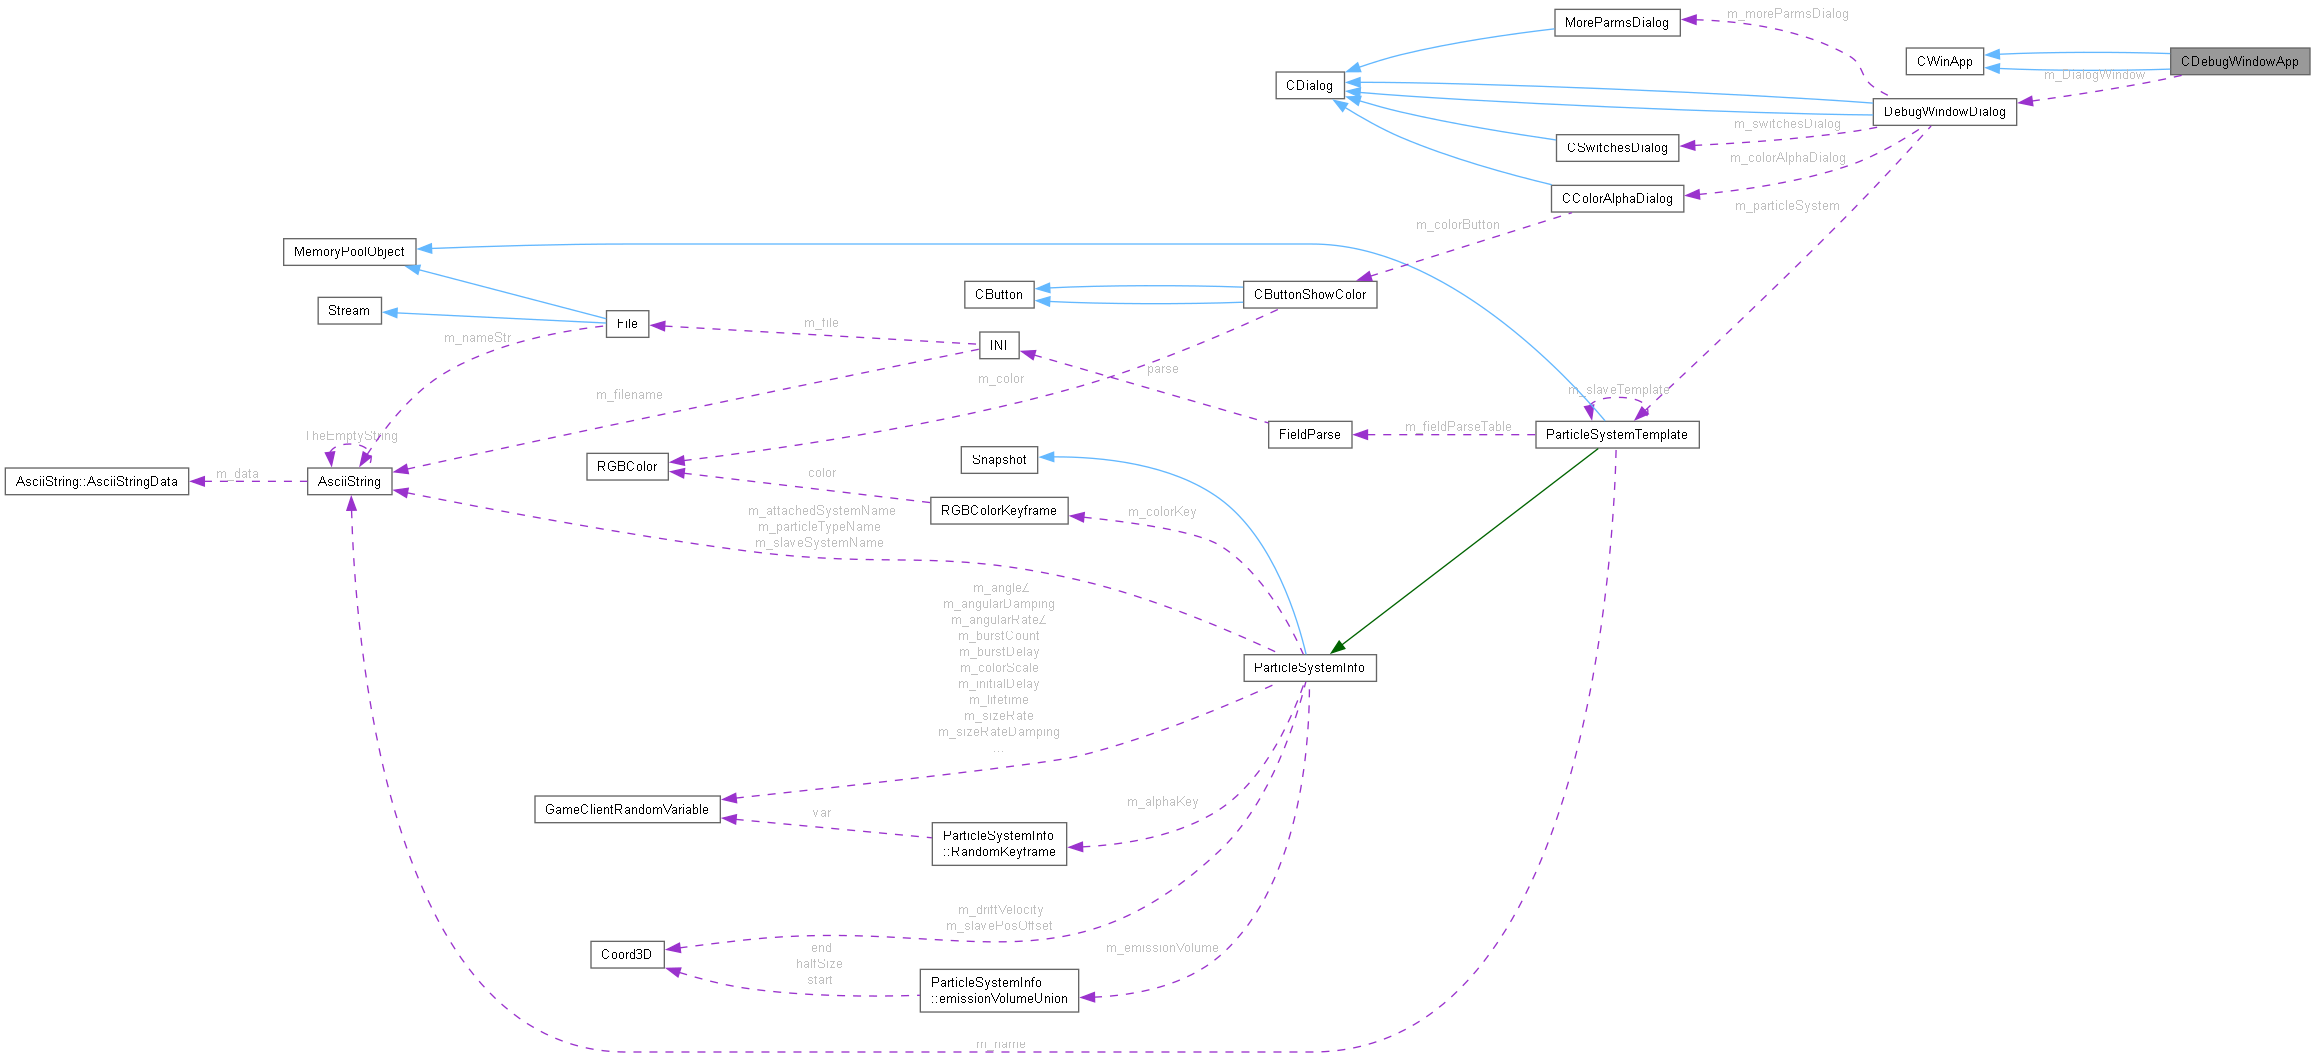 m_moreParmsDialog
MoreParmsDialog
CWinApp
CDebugWindowApp
m_DialogWindow
CDialog
DebugWindowDialog
m_switchesDialog
CSwitchesDialog
m_colorAlphaDialog
CColorAlphaDialog
m_particleSystem
m_colorButton
MemoryPoolObject
CButton
CButtonShowColor
Stream
File
m_file
m_nameStr
INI
parse
m_color
m_filename
m_slaveTemplate
TheEmptyString
FieldParse
m_fieldParseTable
ParticleSystemTemplate
Snapshot
RGBColor
color
AsciiString::AsciiStringData
m_data
AsciiString
RGBColorKeyframe
m_colorKey
m_attachedSystemName
m_particleTypeName
m_slaveSystemName
m_angleZ
m_angularDamping
m_angularRateZ
m_burstCount
m_burstDelay
m_colorScale
m_initialDelay
m_lifetime
m_sizeRate
m_sizeRateDamping
...
ParticleSystemInfo
GameClientRandomVariable
var
m_alphaKey
ParticleSystemInfo
::RandomKeyframe
m_driftVelocity
m_slavePosOffset
Coord3D
end
halfSize
start
m_emissionVolume
ParticleSystemInfo
::emissionVolumeUnion
m_name